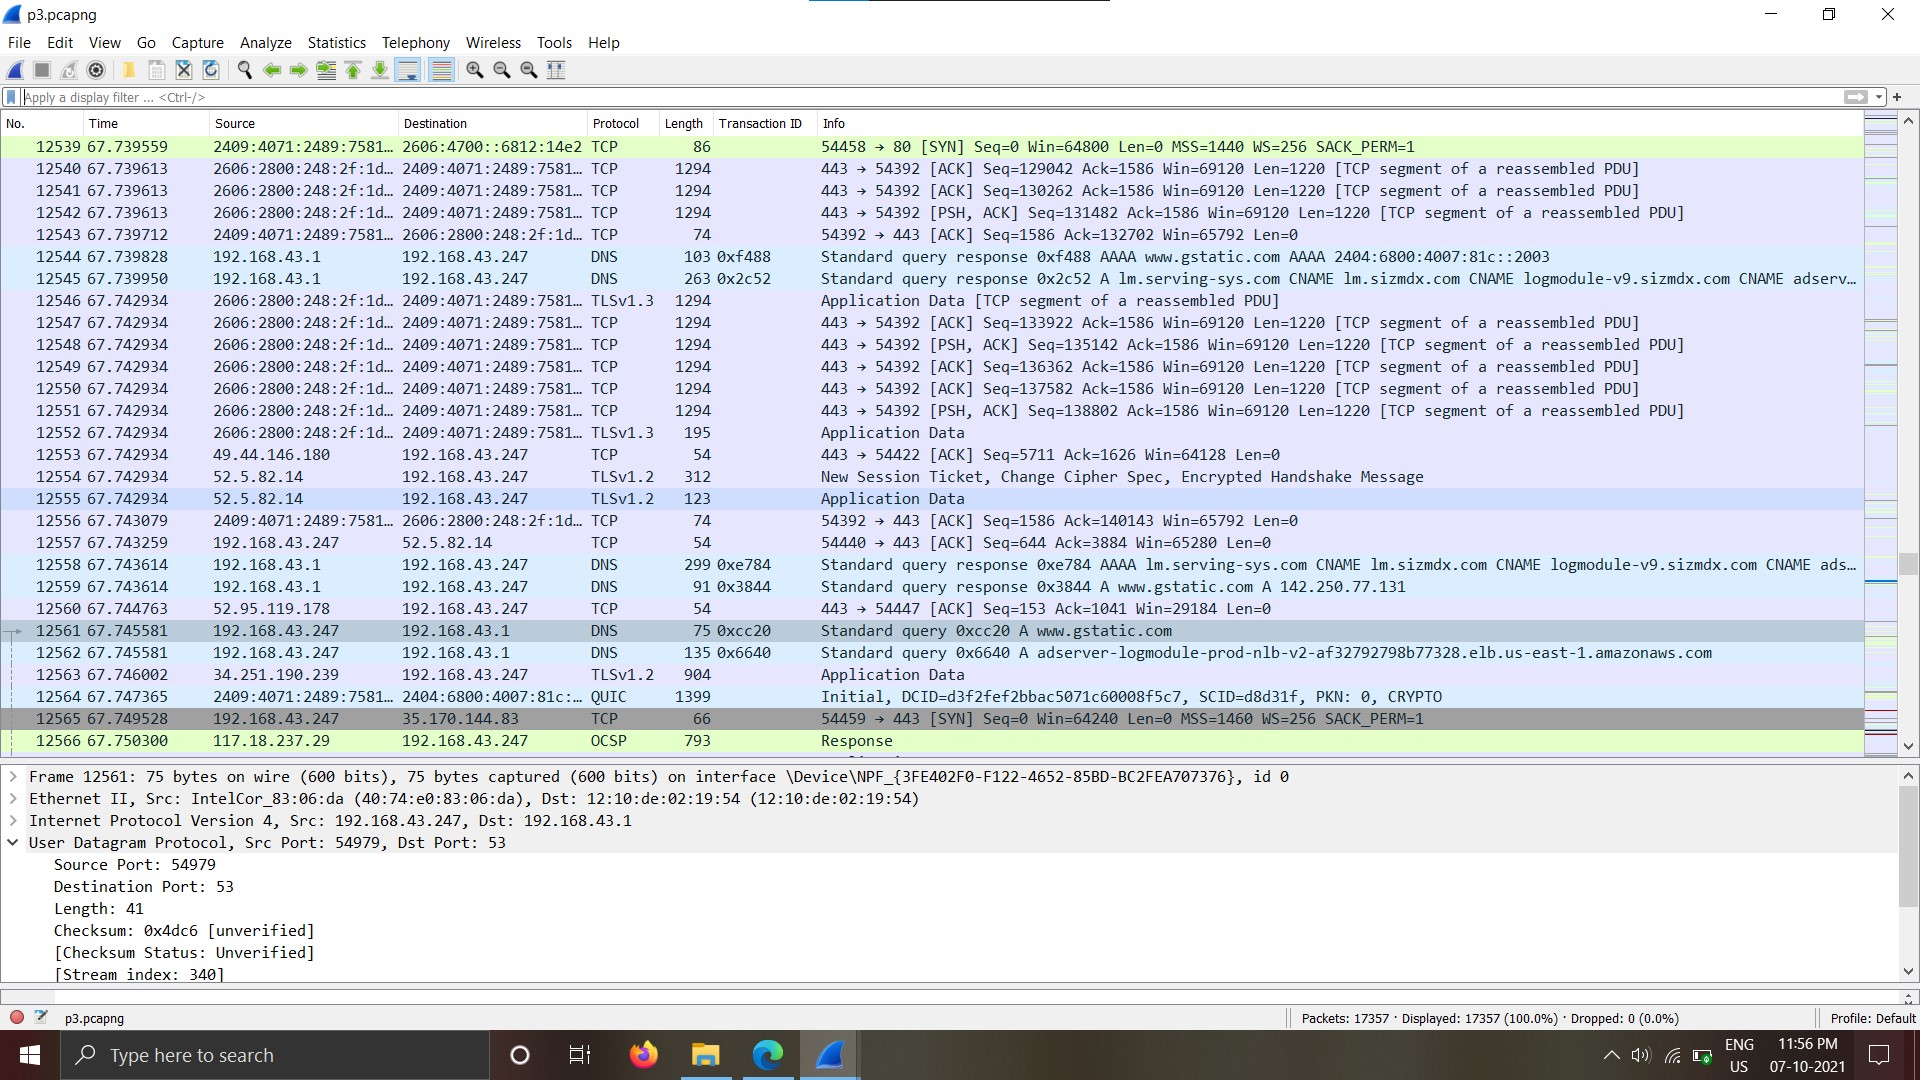 p3.pcapng
File Edit View Go Capture Analyze Statistics Telephony Wireless Tools Help
Apply a display filter ... <Ctrl-/>
No. Time Source Destination Protocol Length Transaction ID Info
12539 67.739559 2409:4071:2489:7581… 2606:4700::6812:14e2 TCP 86 54458 → 80 [SYN] Seq=0 Win=64800 Len=0 MSS=1440 WS=256 SACK_PERM=1
12540 67.739613 2606:2800:248:2f:1d… 2409:4071:2489:7581… TCP 1294 443 → 54392 [ACK] Seq=129042 Ack=1586 Win=69120 Len=1220 [TCP segment of a reassembled PDU]
12541 67.739613 2606:2800:248:2f:1d… 2409:4071:2489:7581… TCP 1294 443 → 54392 [ACK] Seq=130262 Ack=1586 Win=69120 Len=1220 [TCP segment of a reassembled PDU]
12542 67.739613 2606:2800:248:2f:1d… 2409:4071:2489:7581… TCP 1294 443 → 54392 [PSH, ACK] Seq=131482 Ack=1586 Win=69120 Len=1220 [TCP segment of a reassembled PDU]
12543 67.739712 2409:4071:2489:7581… 2606:2800:248:2f:1d… TCP 74 54392 → 443 [ACK] Seq=1586 Ack=132702 Win=65792 Len=0
12544 67.739828 192.168.43.1 192.168.43.247 DNS 103 0xf488 Standard query response 0xf488 AAAA www.gstatic.com AAAA 2404:6800:4007:81c::2003
12545 67.739950 192.168.43.1 192.168.43.247 DNS 263 0x2c52 Standard query response 0x2c52 A lm.serving-sys.com CNAME lm.sizmdx.com CNAME logmodule-v9.sizmdx.com CNAME adserv…
12546 67.742934 2606:2800:248:2f:1d… 2409:4071:2489:7581… TLSv1.3 1294 Application Data [TCP segment of a reassembled PDU]
12547 67.742934 2606:2800:248:2f:1d… 2409:4071:2489:7581… TCP 1294 443 → 54392 [ACK] Seq=133922 Ack=1586 Win=69120 Len=1220 [TCP segment of a reassembled PDU]
12548 67.742934 2606:2800:248:2f:1d… 2409:4071:2489:7581… TCP 1294 443 → 54392 [PSH, ACK] Seq=135142 Ack=1586 Win=69120 Len=1220 [TCP segment of a reassembled PDU]
12549 67.742934 2606:2800:248:2f:1d… 2409:4071:2489:7581… TCP 1294 443 → 54392 [ACK] Seq=136362 Ack=1586 Win=69120 Len=1220 [TCP segment of a reassembled PDU]
12550 67.742934 2606:2800:248:2f:1d… 2409:4071:2489:7581… TCP 1294 443 → 54392 [ACK] Seq=137582 Ack=1586 Win=69120 Len=1220 [TCP segment of a reassembled PDU]
12551 67.742934 2606:2800:248:2f:1d… 2409:4071:2489:7581… TCP 1294 443 → 54392 [PSH, ACK] Seq=138802 Ack=1586 Win=69120 Len=1220 [TCP segment of a reassembled PDU]
12552 67.742934 2606:2800:248:2f:1d… 2409:4071:2489:7581… TLSv1.3 195 Application Data
12553 67.742934 49.44.146.180 192.168.43.247 TCP 54 443 → 54422 [ACK] Seq=5711 Ack=1626 Win=64128 Len=0
12554 67.742934 52.5.82.14 192.168.43.247 TLSv1.2 312 New Session Ticket, Change Cipher Spec, Encrypted Handshake Message
12555 67.742934 52.5.82.14 192.168.43.247 TLSv1.2 123 Application Data
12556 67.743079 2409:4071:2489:7581… 2606:2800:248:2f:1d… TCP 74 54392 → 443 [ACK] Seq=1586 Ack=140143 Win=65792 Len=0
12557 67.743259 192.168.43.247 52.5.82.14 TCP 54 54440 → 443 [ACK] Seq=644 Ack=3884 Win=65280 Len=0
12558 67.743614 192.168.43.1 192.168.43.247 DNS 299 0xe784 Standard query response 0xe784 AAAA lm.serving-sys.com CNAME lm.sizmdx.com CNAME logmodule-v9.sizmdx.com CNAME ads…
12559 67.743614 192.168.43.1 192.168.43.247 DNS 91 0x3844 Standard query response 0x3844 A www.gstatic.com A 142.250.77.131
12560 67.744763 52.95.119.178 192.168.43.247 TCP 54 443 → 54447 [ACK] Seq=153 Ack=1041 Win=29184 Len=0
12561 67.745581 192.168.43.247 192.168.43.1 DNS 75 0xcc20 Standard query 0xcc20 A www.gstatic.com
12562 67.745581 192.168.43.247 192.168.43.1 DNS 135 0x6640 Standard query 0x6640 A adserver-logmodule-prod-nlb-v2-af32792798b77328.elb.us-east-1.amazonaws.com
12563 67.746002 34.251.190.239 192.168.43.247 TLSv1.2 904 Application Data
12564 67.747365 2409:4071:2489:7581… 2404:6800:4007:81c:… QUIC 1399 Initial, DCID=d3f2fef2bbac5071c60008f5c7, SCID=d8d31f, PKN: 0, CRYPTO
12565 67.749528 192.168.43.247 35.170.144.83 TCP 66 54459 → 443 [SYN] Seq=0 Win=64240 Len=0 MSS=1460 WS=256 SACK_PERM=1
12566 67.750300 117.18.237.29 192.168.43.247 OCSP 793 Response
Frame 12561: 75 bytes on wire (600 bits), 75 bytes captured (600 bits) on interface \Device\NPF_{3FE402F0-F122-4652-85BD-BC2FEA707376}, id 0
Ethernet II, Src: IntelCor_83:06:da (40:74:e0:83:06:da), Dst: 12:10:de:02:19:54 (12:10:de:02:19:54)
Internet Protocol Version 4, Src: 192.168.43.247, Dst: 192.168.43.1
User Datagram Protocol, Src Port: 54979, Dst Port: 53
Source Port: 54979
Destination Port: 53
Length: 41
Checksum: 0x4dc6 [unverified]
[Checksum Status: Unverified]
[Stream index: 340]
p3.pcapng Packets: 17357 · Displayed: 17357 (100.0%) · Dropped: 0 (0.0%) Profile: Default
Type here to search
ENG US
11:56 PM
07-10-2021